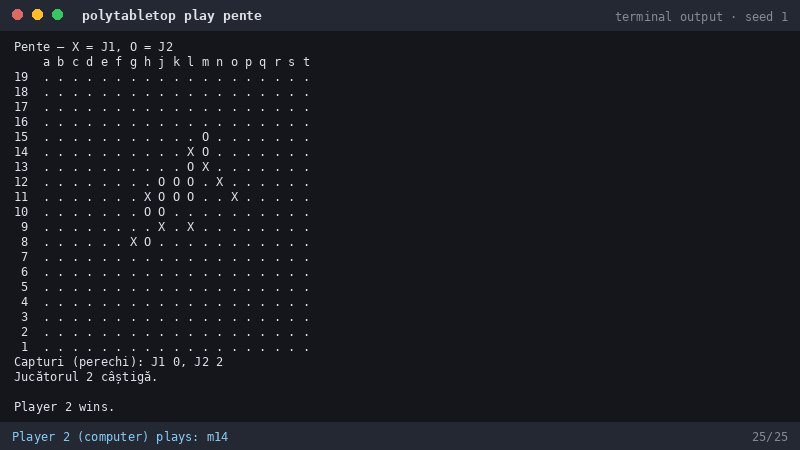 polytabletop play pente
terminal output · seed 1
Pente — X = J1, O = J2
    a b c d e f g h j k l m n o p q r s t
19  . . . . . . . . . . . . . . . . . . .
18  . . . . . . . . . . . . . . . . . . .
17  . . . . . . . . . . . . . . . . . . .
16  . . . . . . . . . . . . . . . . . . .
15  . . . . . . . . . . . O . . . . . . .
14  . . . . . . . . . . X O . . . . . . .
13  . . . . . . . . . . O X . . . . . . .
12  . . . . . . . . O O O . X . . . . . .
11  . . . . . . . X O O O . . X . . . . .
10  . . . . . . . O O . . . . . . . . . .
 9  . . . . . . . . X . X . . . . . . . .
 8  . . . . . . X O . . . . . . . . . . .
 7  . . . . . . . . . . . . . . . . . . .
 6  . . . . . . . . . . . . . . . . . . .
 5  . . . . . . . . . . . . . . . . . . .
 4  . . . . . . . . . . . . . . . . . . .
 3  . . . . . . . . . . . . . . . . . . .
 2  . . . . . . . . . . . . . . . . . . .
 1  . . . . . . . . . . . . . . . . . . .
Capturi (perechi): J1 0, J2 2
Jucătorul 2 câștigă.
Player 2 wins.
Player 2 (computer) plays: m14
25/25